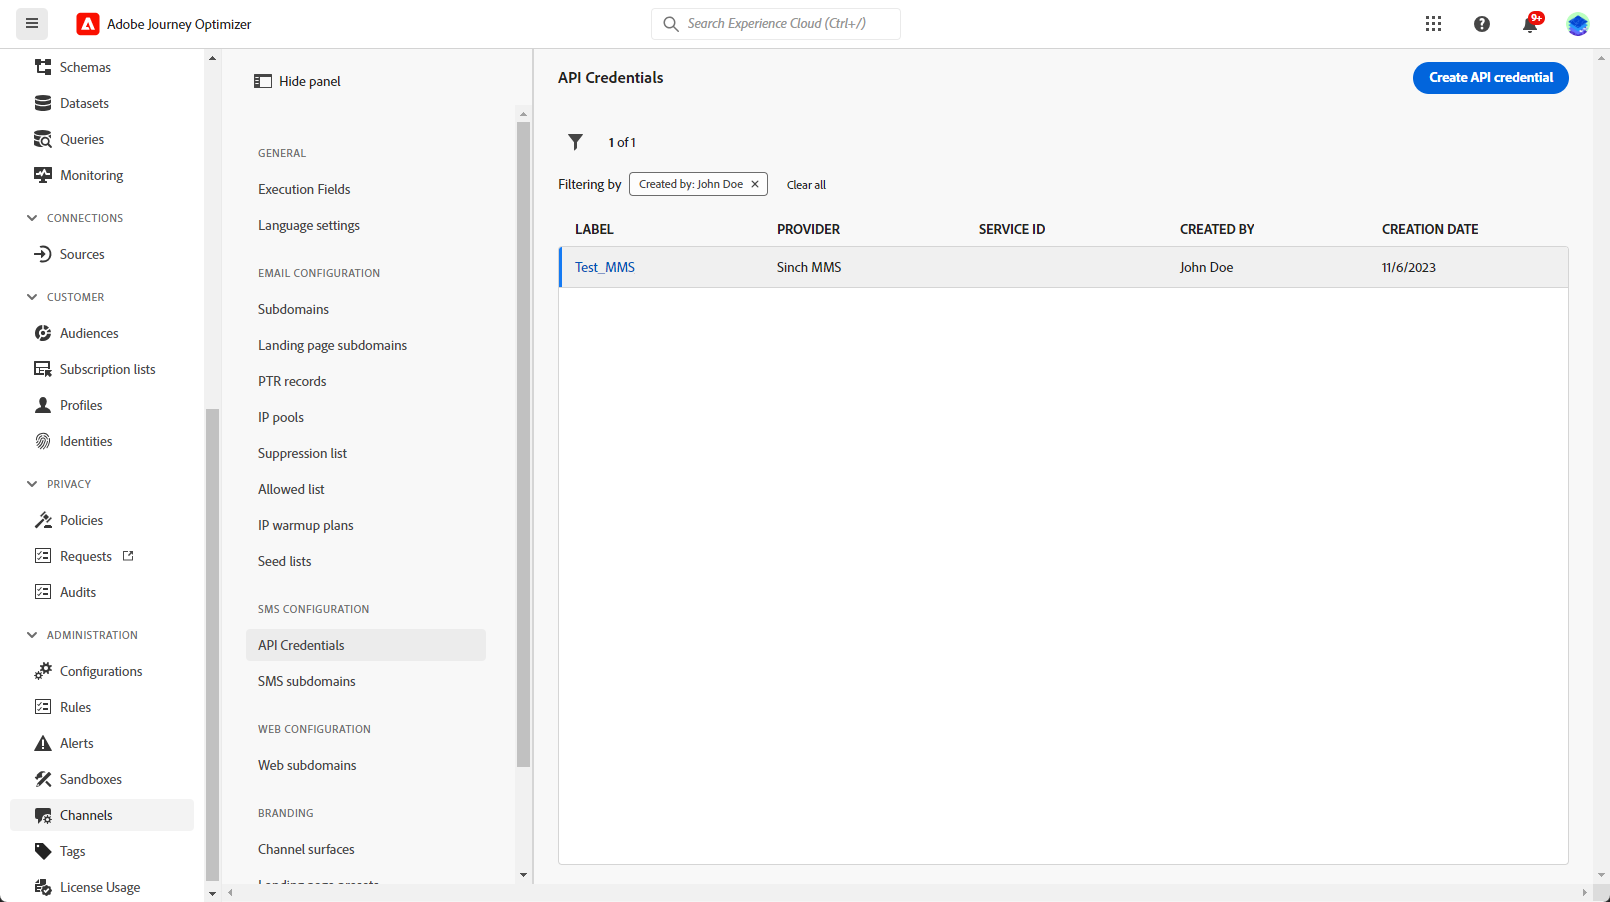 Adobe Journey Optimizer
Search Experience Cloud (Ctrl+/)
9+
Schemas
Datasets
Queries
Monitoring
CONNECTIONS
Sources
CUSTOMER
Audiences
Subscription lists
Profiles
Identities
PRIVACY
Policies
Requests
Audits
ADMINISTRATION
Configurations
Rules
Alerts
Sandboxes
Channels
Tags
License Usage
Hide panel
GENERAL
Execution Fields
Language settings
EMAIL CONFIGURATION
Subdomains
Landing page subdomains
PTR records
IP pools
Suppression list
Allowed list
IP warmup plans
Seed lists
SMS CONFIGURATION
API Credentials
SMS subdomains
WEB CONFIGURATION
Web subdomains
BRANDING
Channel surfaces
Landing page presets
API Credentials
Create API credential
1 of 1
Filtering by Created by: John Doe Clear all
LABEL PROVIDER SERVICE ID CREATED BY CREATION DATE
Test_MMS Sinch MMS John Doe 11/6/2023